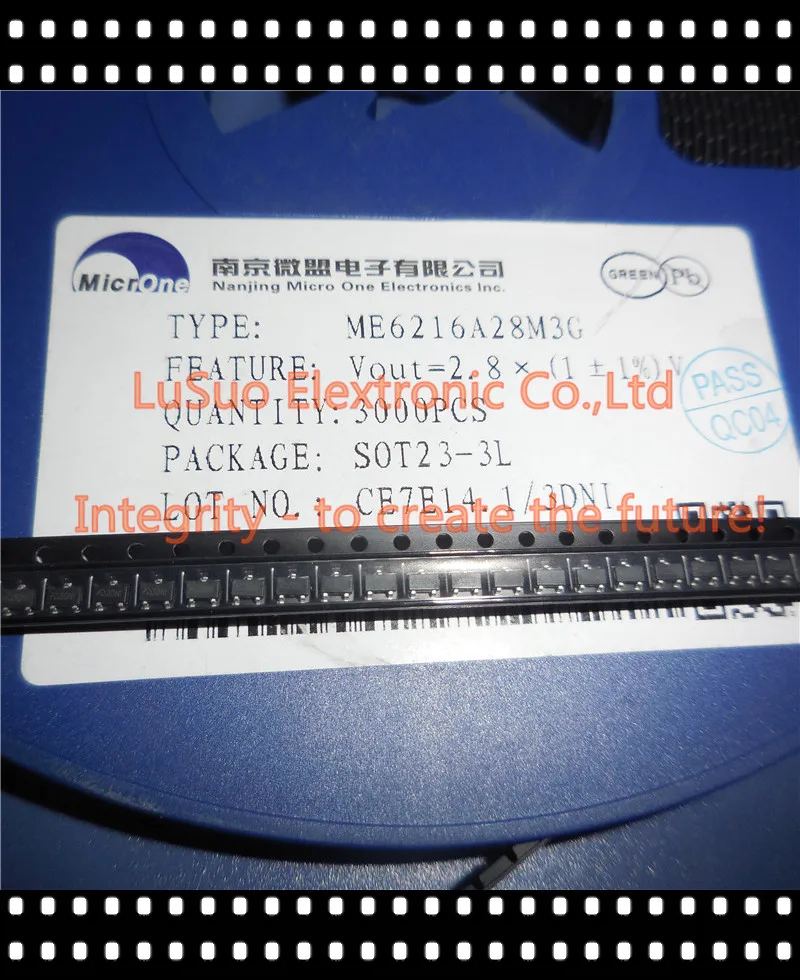 MicrOne
南京微盟电子有限公司
Nanjing Micro One Electronics Inc.
GREEN Pb
TYPE: ME6216A28M3G
FEATURE: Vout=2.8×(1±1%)V
LuSuo Elextronic Co.,Ltd
PASS
QC04
QUANTITY: 3000PCS
PACKAGE: SOT23-3L
LOT NO.: CE7E14.1/3DNI
Integrity - to create the future!